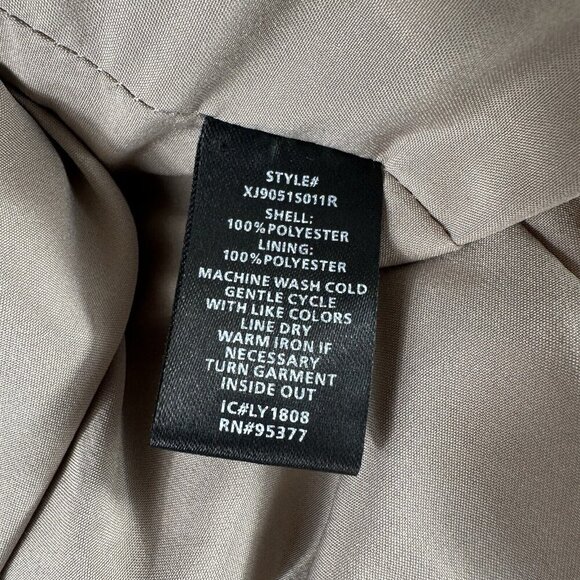 STYLE#
XJ9051S011R
SHELL:
100%POLYESTER
LINING:
100%POLYESTER
MACHINE WASH COLD
GENTLE CYCLE
WITH LIKE COLORS
LINE DRY
WARM IRON IF
NECESSARY
TURN GARMENT
INSIDE OUT
IC#LY1808
RN#95377